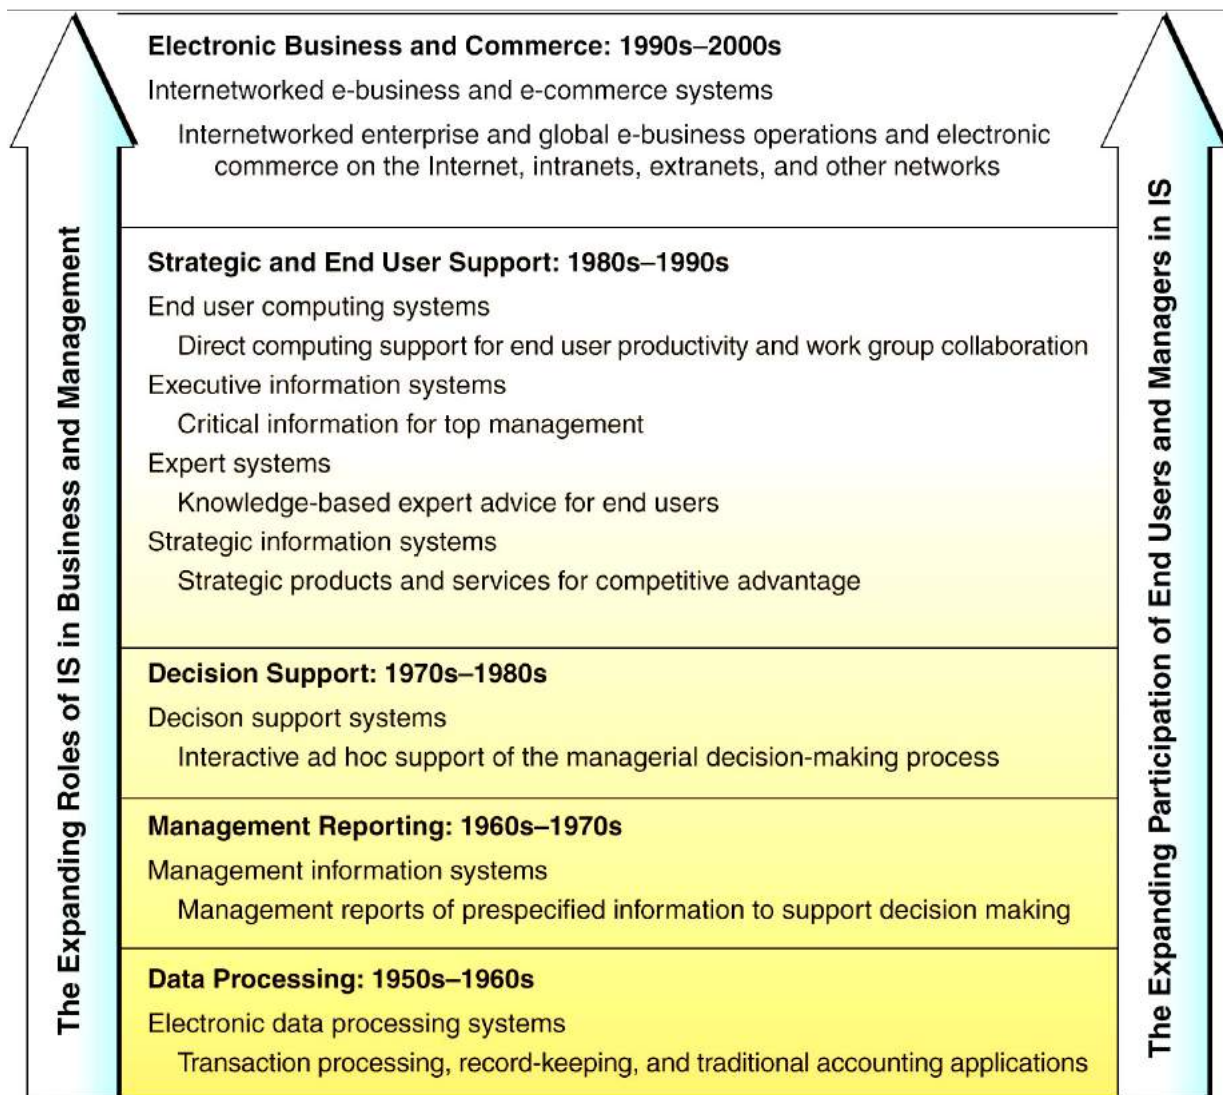 The Expanding Roles of IS in Business and Management
Electronic Business and Commerce: 1990s–2000s
Internetworked e-business and e-commerce systems
Internetworked enterprise and global e-business operations and electronic
commerce on the Internet, intranets, extranets, and other networks
Strategic and End User Support: 1980s–1990s
End user computing systems
Direct computing support for end user productivity and work group collaboration
Executive information systems
Critical information for top management
Expert systems
Knowledge-based expert advice for end users
Strategic information systems
Strategic products and services for competitive advantage
Decision Support: 1970s–1980s
Decison support systems
Interactive ad hoc support of the managerial decision-making process
Management Reporting: 1960s–1970s
Management information systems
Management reports of prespecified information to support decision making
Data Processing: 1950s–1960s
Electronic data processing systems
Transaction processing, record-keeping, and traditional accounting applications
The Expanding Participation of End Users and Managers in IS